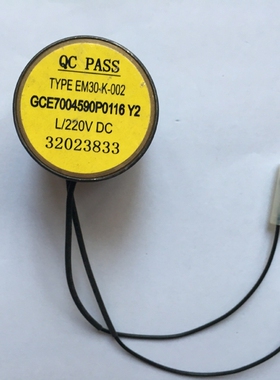 QC PASS
TYPE EM30-K-002
GCE7004590P0116 Y2
L/220V DC
32023833